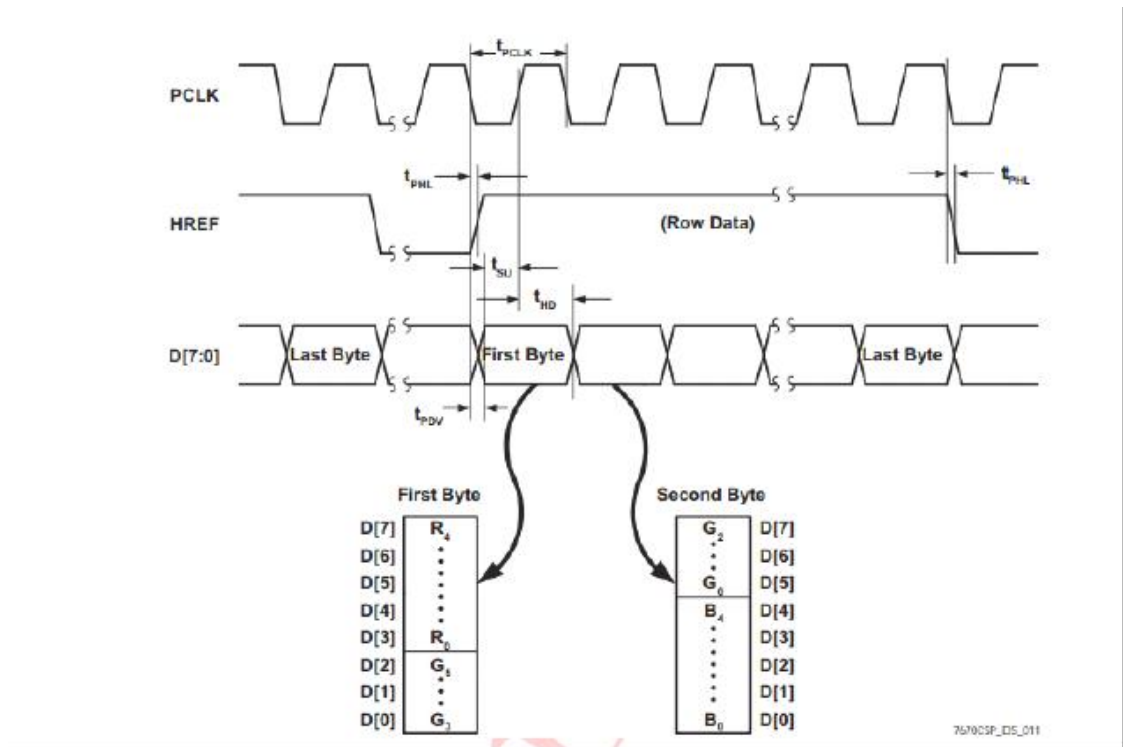 tPCLK
PCLK
tPHL
tPHL
HREF
(Row Data)
tSU
tHD
D[7:0]
Last Byte
First Byte
Last Byte
tPDV
First Byte
Second Byte
D[7] R4 G2 D[7]
D[6] D[6]
D[5] G0 D[5]
D[4] B4 D[4]
D[3] R0 D[3]
D[2] G5 D[2]
D[1] D[1]
D[0] G3 B0 D[0]
7670CSP_DS_011